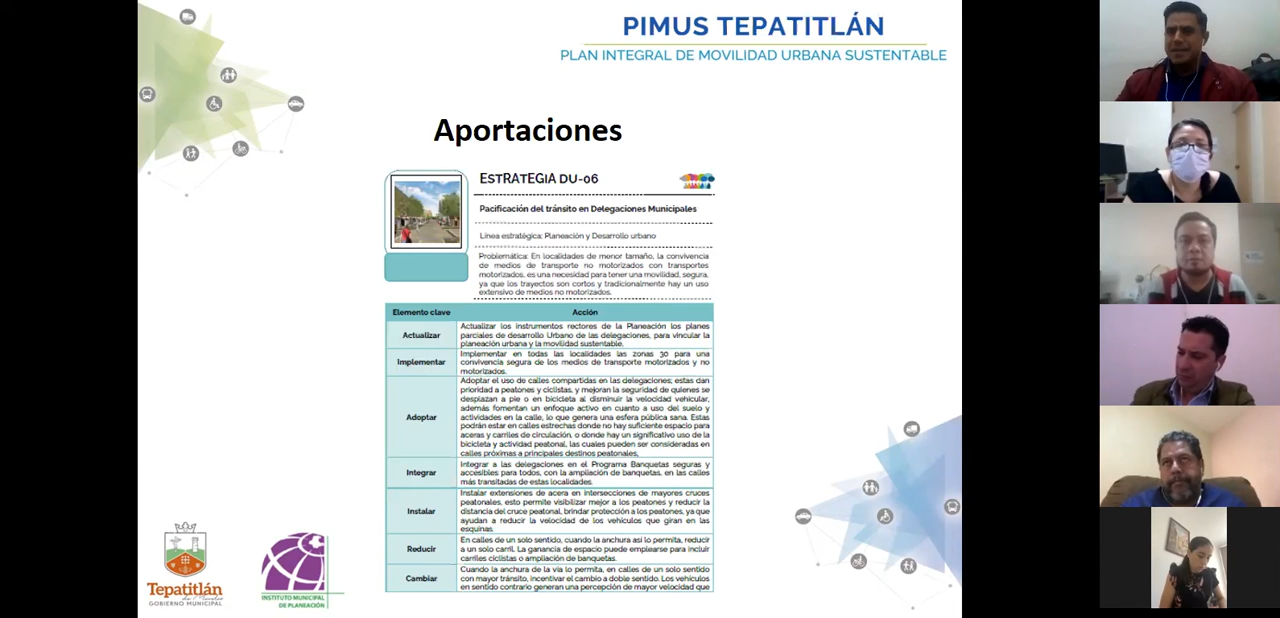 PIMUS TEPATITLÁN
PLAN INTEGRAL DE MOVILIDAD URBANA SUSTENTABLE
Aportaciones
ESTRATEGIA DU-06
Pacificación del tránsito en Delegaciones Municipales
Línea estratégica: Planeación y Desarrollo urbano
Problemática: En localidades de menor tamaño, la convivencia
de medios de transporte no motorizados con transportes
motorizados, es una necesidad para tener una movilidad, segura,
ya que los trayectos son cortos y tradicionalmente hay un uso
extensivo de medios no motorizados.
Elemento clave Acción
Actualizar
Actualizar los instrumentos rectores de la Planeación los planes
parciales de desarrollo Urbano de las delegaciones, para vincular la
planeación urbana y la movilidad sustentable.
Implementar
Implementar en todas las localidades las zonas 30 para una
convivencia segura de los medios de transporte motorizados y no
motorizados.
Adoptar
Adoptar el uso de calles compartidas en las delegaciones; estas dan
prioridad a peatones y ciclistas, y mejoran la seguridad de quienes se
desplazan a pie o en bicicleta al disminuir la velocidad vehicular,
además fomentan un enfoque activo en cuanto a uso del suelo y
actividades en la calle, lo que genera una esfera pública sana. Estas
podrán estar en calles estrechas donde no hay suficiente espacio para
aceras y carriles de circulación, o donde hay un significativo uso de la
bicicleta y actividad peatonal, las cuales pueden ser consideradas en
calles próximas a principales destinos peatonales,
Integrar
Integrar a las delegaciones en el Programa Banquetas seguras y
accesibles para todos, con la ampliación de banquetas, en las calles
más transitadas de estas localidades.
Instalar
Instalar extensiones de acera en intersecciones de mayores cruces
peatonales, esto permite visibilizar mejor a los peatones y reducir la
distancia del cruce peatonal, brindar protección a los peatones, ya que
ayudan a reducir la velocidad de los vehículos que giran en las
esquinas.
Reducir
En calles de un solo sentido, cuando la anchura así lo permita, reducir
a un solo carril. La ganancia de espacio puede emplearse para incluir
carriles ciclistas o ampliación de banquetas.
Cambiar
Cuando la anchura de la vía lo permita, en calles de un solo sentido
con mayor tránsito, incentivar el cambio a doble sentido. Los vehículos
en sentido contrario generan una percepción de mayor velocidad que
Tepatitlán
de Morelos
GOBIERNO MUNICIPAL
INSTITUTO MUNICIPAL
DE PLANEACIÓN